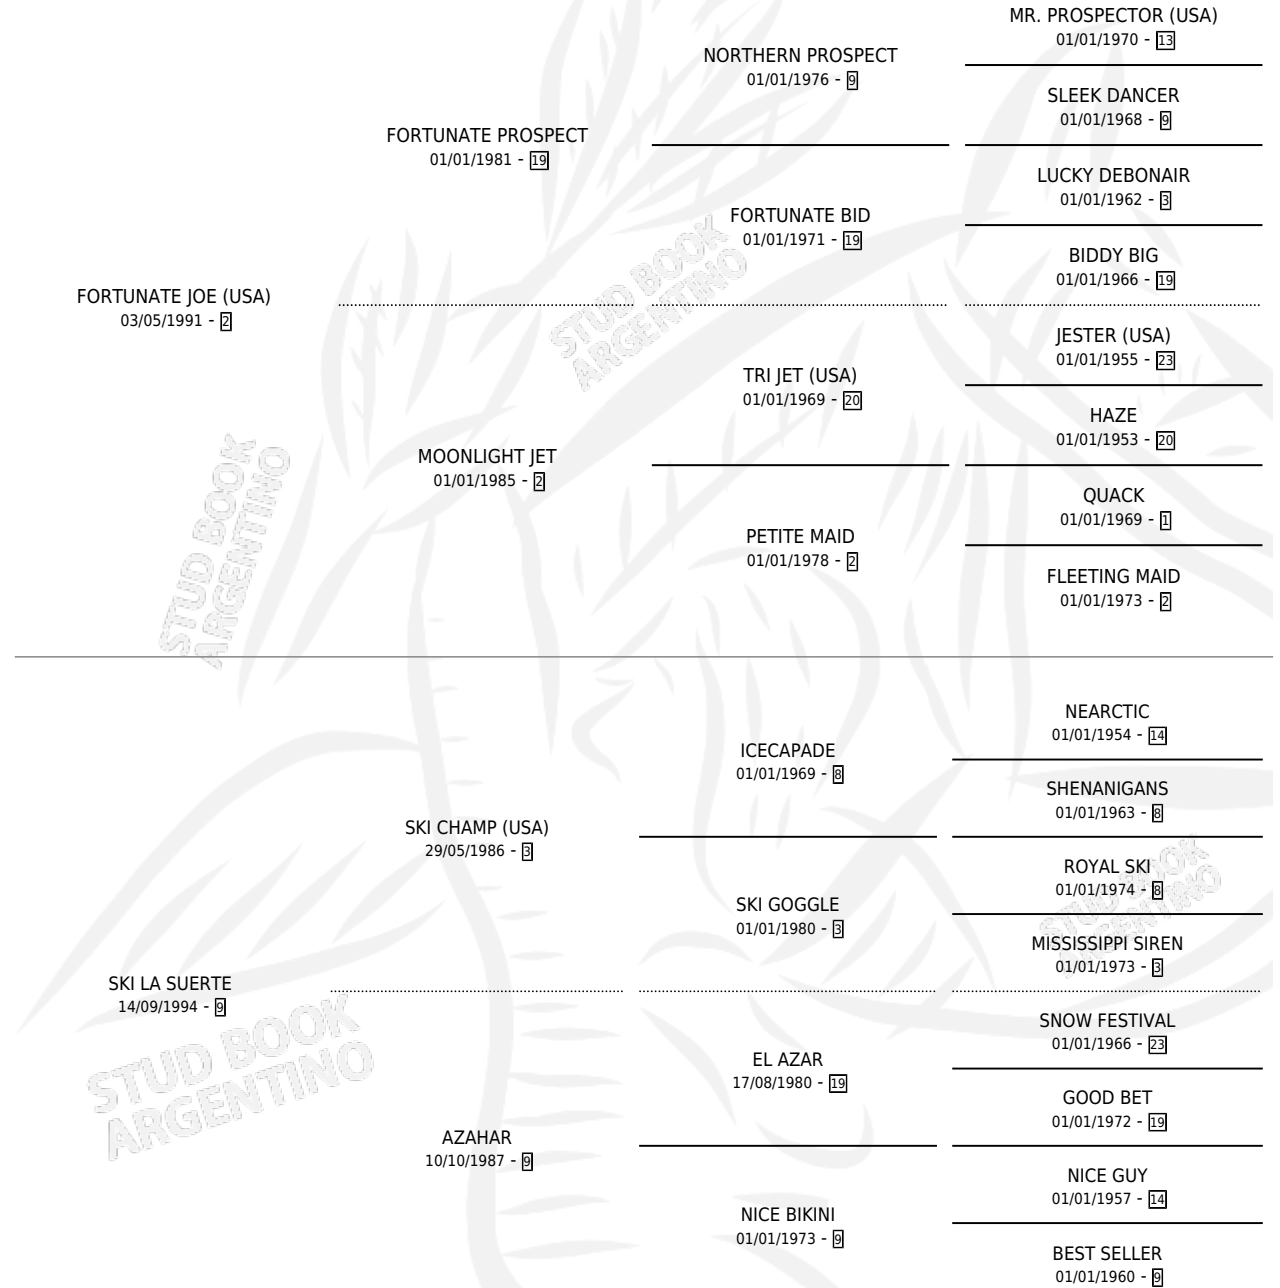 MR. PROSPECTOR (USA)
01/01/1970 - 13
NORTHERN PROSPECT
01/01/1976 - 9
SLEEK DANCER
01/01/1968 - 9
FORTUNATE PROSPECT
01/01/1981 - 19
LUCKY DEBONAIR
01/01/1962 - 3
FORTUNATE BID
01/01/1971 - 19
BIDDY BIG
01/01/1966 - 19
FORTUNATE JOE (USA)
03/05/1991 - 2
STUD BOOK
ARGENTINO
JESTER (USA)
01/01/1955 - 23
TRI JET (USA)
01/01/1969 - 20
HAZE
01/01/1953 - 20
MOONLIGHT JET
01/01/1985 - 2
QUACK
01/01/1969 - 1
PETITE MAID
01/01/1978 - 2
FLEETING MAID
01/01/1973 - 2
STUD BOOK
ARGENTINO
NEARCTIC
01/01/1954 - 14
ICECAPADE
01/01/1969 - 8
SHENANIGANS
01/01/1963 - 8
SKI CHAMP (USA)
29/05/1986 - 3
ROYAL SKI
01/01/1974 - 8
SKI GOGGLE
01/01/1980 - 3
MISSISSIPPI SIREN
01/01/1973 - 3
STUD BOOK
ARGENTINO
SKI LA SUERTE
14/09/1994 - 9
SNOW FESTIVAL
01/01/1966 - 23
EL AZAR
17/08/1980 - 19
GOOD BET
01/01/1972 - 19
STUD BOOK
ARGENTINO
AZAHAR
10/10/1987 - 9
NICE GUY
01/01/1957 - 14
NICE BIKINI
01/01/1973 - 9
BEST SELLER
01/01/1960 - 9